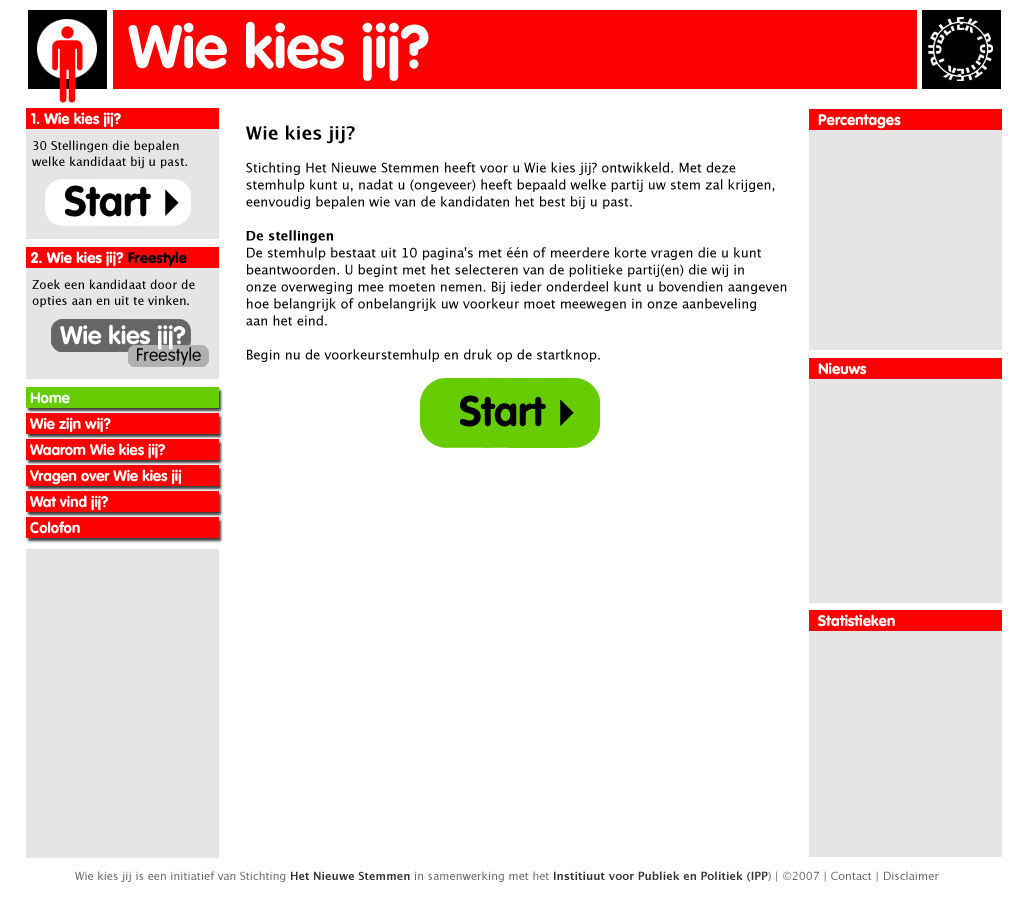 Wie kies jij?
PUBLIEK POLITIEK PUBLIEK POLITIEK
1. Wie kies jij?
30 Stellingen die bepalen
welke kandidaat bij u past.
Start
2. Wie kies jij? Freestyle
Zoek een kandidaat door de
opties aan en uit te vinken.
Wie kies jij?
Freestyle
Home
Wie zijn wij?
Waarom Wie kies jij?
Vragen over Wie kies jij
Wat vind jij?
Colofon
Wie kies jij?
Stichting Het Nieuwe Stemmen heeft voor u Wie kies jij? ontwikkeld. Met deze
stemhulp kunt u, nadat u (ongeveer) heeft bepaald welke partij uw stem zal krijgen,
eenvoudig bepalen wie van de kandidaten het best bij u past.
De stellingen
De stemhulp bestaat uit 10 pagina's met één of meerdere korte vragen die u kunt
beantwoorden. U begint met het selecteren van de politieke partij(en) die wij in
onze overweging mee moeten nemen. Bij ieder onderdeel kunt u bovendien aangeven
hoe belangrijk of onbelangrijk uw voorkeur moet meewegen in onze aanbeveling
aan het eind.
Begin nu de voorkeurstemhulp en druk op de startknop.
Start
Percentages
Nieuws
Statistieken
Wie kies jij is een initiatief van Stichting Het Nieuwe Stemmen in samenwerking met het Institiuut voor Publiek en Politiek (IPP) | ©2007 | Contact | Disclaimer